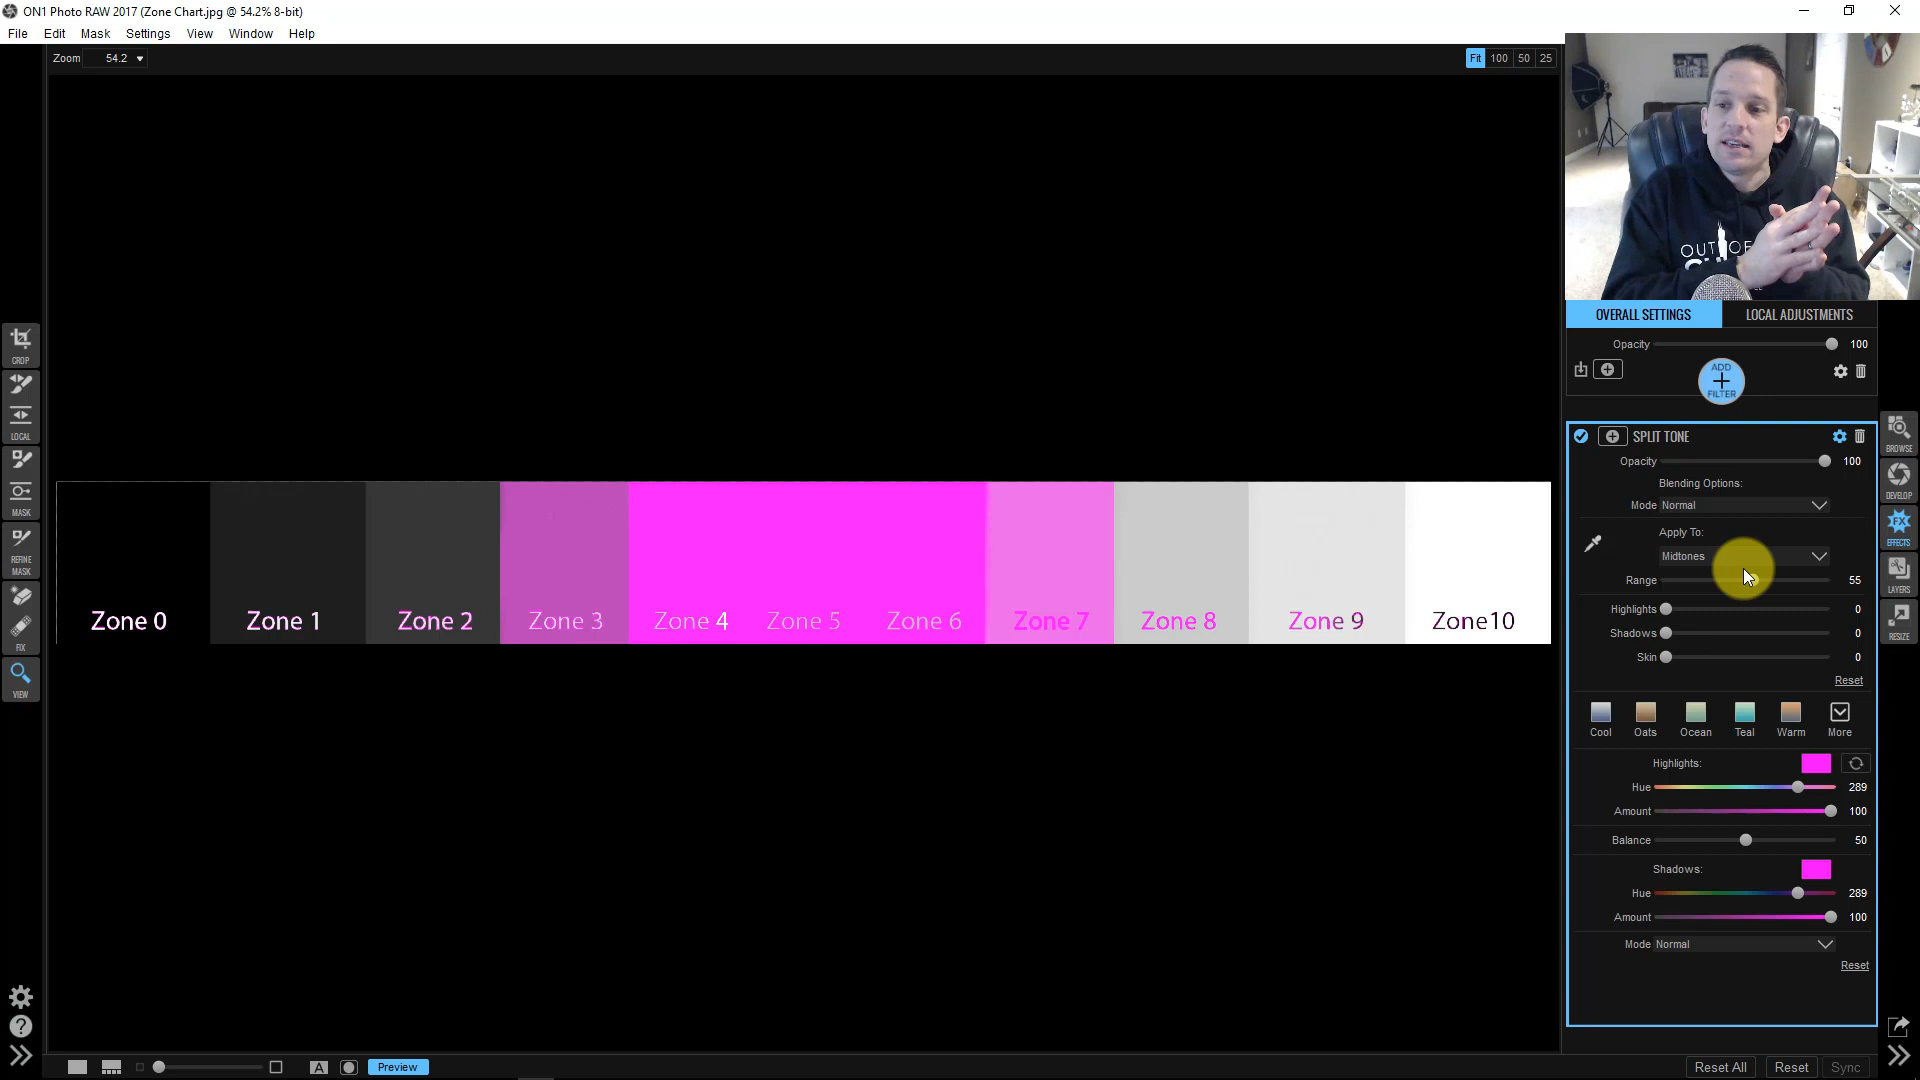 ON1 Photo RAW 2017 (Zone Chart.jpg @ 54.2% 8-bit)
File Edit Mask Settings View Window Help
Zoom 54.2
Fit 100 50 25
OUT OF
OVERALL SETTINGS LOCAL ADJUSTMENTS
Opacity 100
ADD
FILTER
SPLIT TONE
Opacity 100
Blending Options:
Mode Normal
Apply To:
Midtones
Range 55
Highlights 0
Shadows 0
Skin 0
Reset
Cool Oats Ocean Teal Warm More
Highlights:
Hue 289
Amount 100
Balance 50
Shadows:
Hue 289
Amount 100
Mode Normal
Reset
CROP
LOCAL
MASK
REFINE
MASK
FIX
VIEW
Zone 0 Zone 1 Zone 2 Zone 3 Zone 4 Zone 5 Zone 6 Zone 7 Zone 8 Zone 9 Zone10
BROWSE
DEVELOP
FX
EFFECTS
LAYERS
RESIZE
A Preview
Reset All Reset Sync